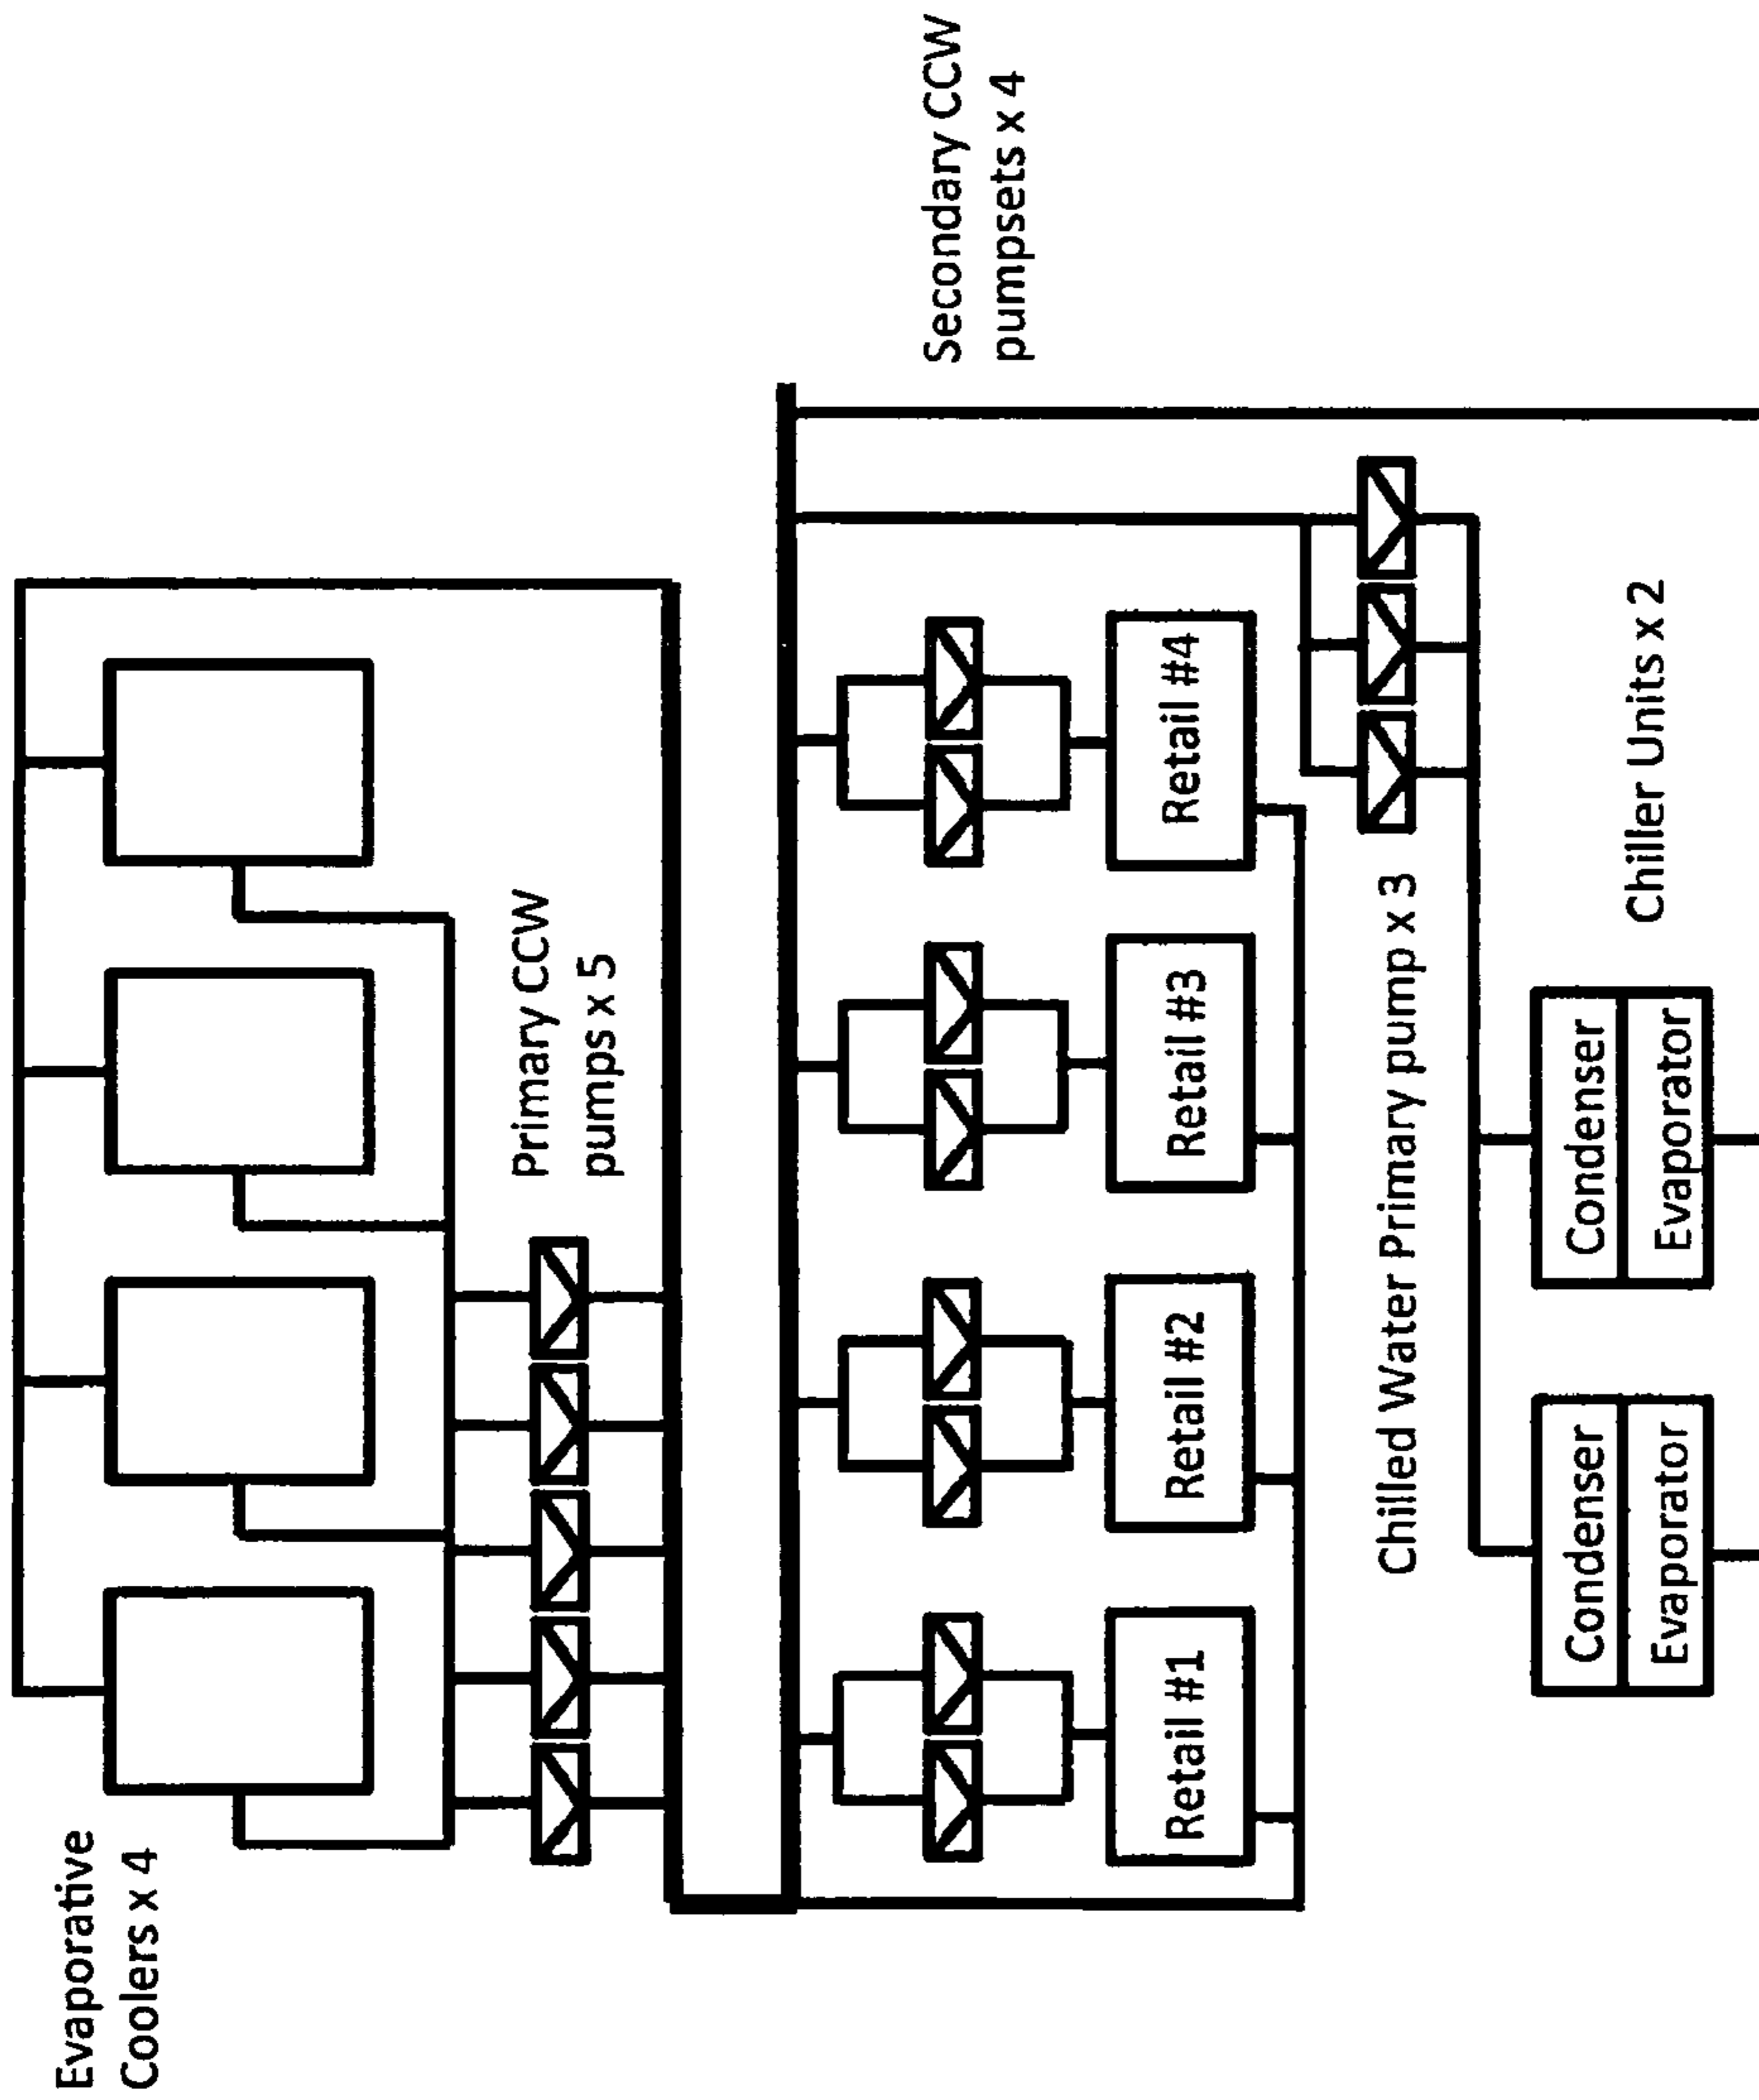 Evaporative
Coolers x 4
Primary CCW
pumps x 5
Secondary CCW
pumpsets x 4
Retail #1
Retail #2
Retail #3
Retail #4
Chilled Water Primary pump x 3
Condenser
Evaporator
Condenser
Evaporator
Chiller Units x 2